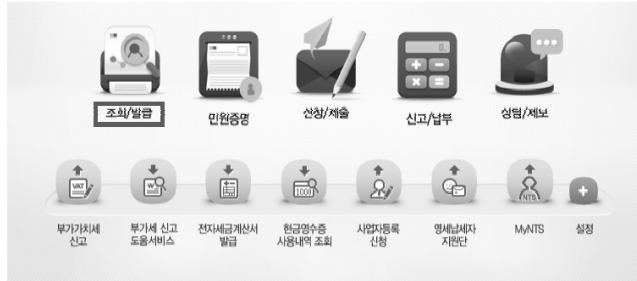 조회/발급
민원증명
신청/제출
신고/납부
상담/제보
VAT
W
1000
NTS
부가가치세
신고
부가세 신고
도움서비스
전자세금계산서
발급
현금영수증
사용내역 조회
사업자등록
신청
영세납세자
지원단
MyNTS
설정